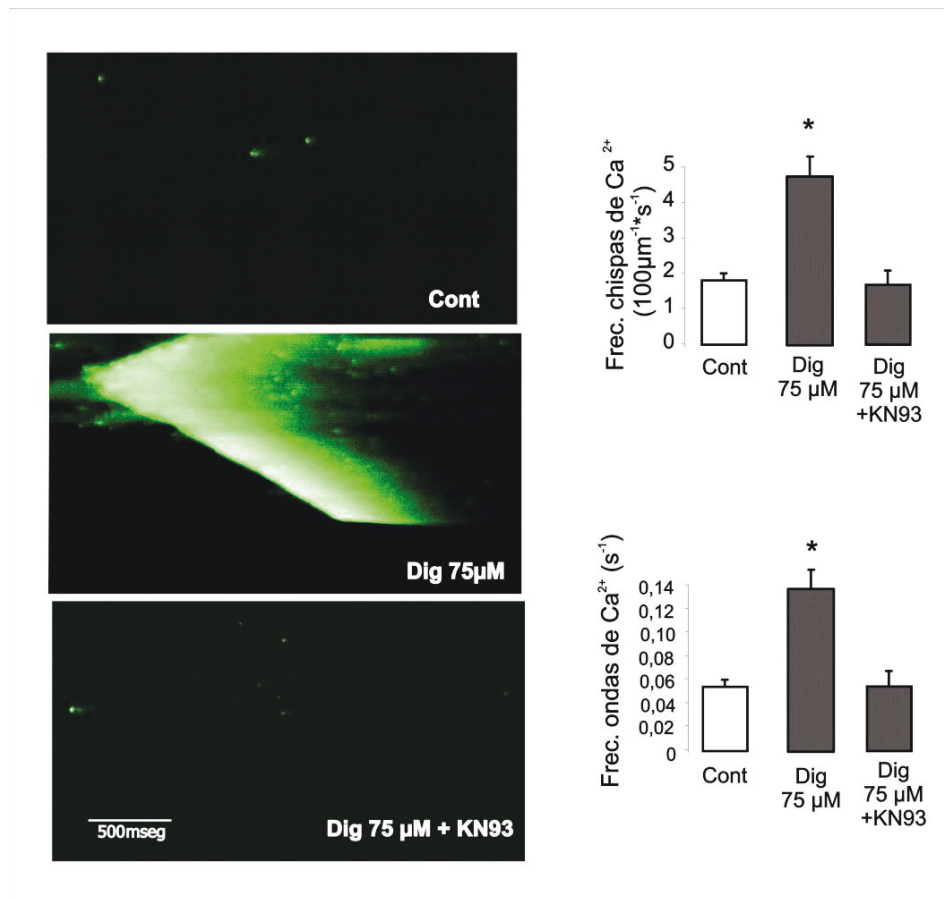 Cont
Dig 75µM
500mseg
Dig 75 µM + KN93
Frec. chispas de Ca²⁺
(100µm⁻¹*s⁻¹)
*
5
4
3
2
1
0
Cont
Dig
75 µM
Dig
75 µM
+KN93
Frec. ondas de Ca²⁺ (s⁻¹)
*
0,14
0,12
0,10
0,08
0,06
0,04
0,02
0
Cont
Dig
75 µM
Dig
75 µM
+KN93